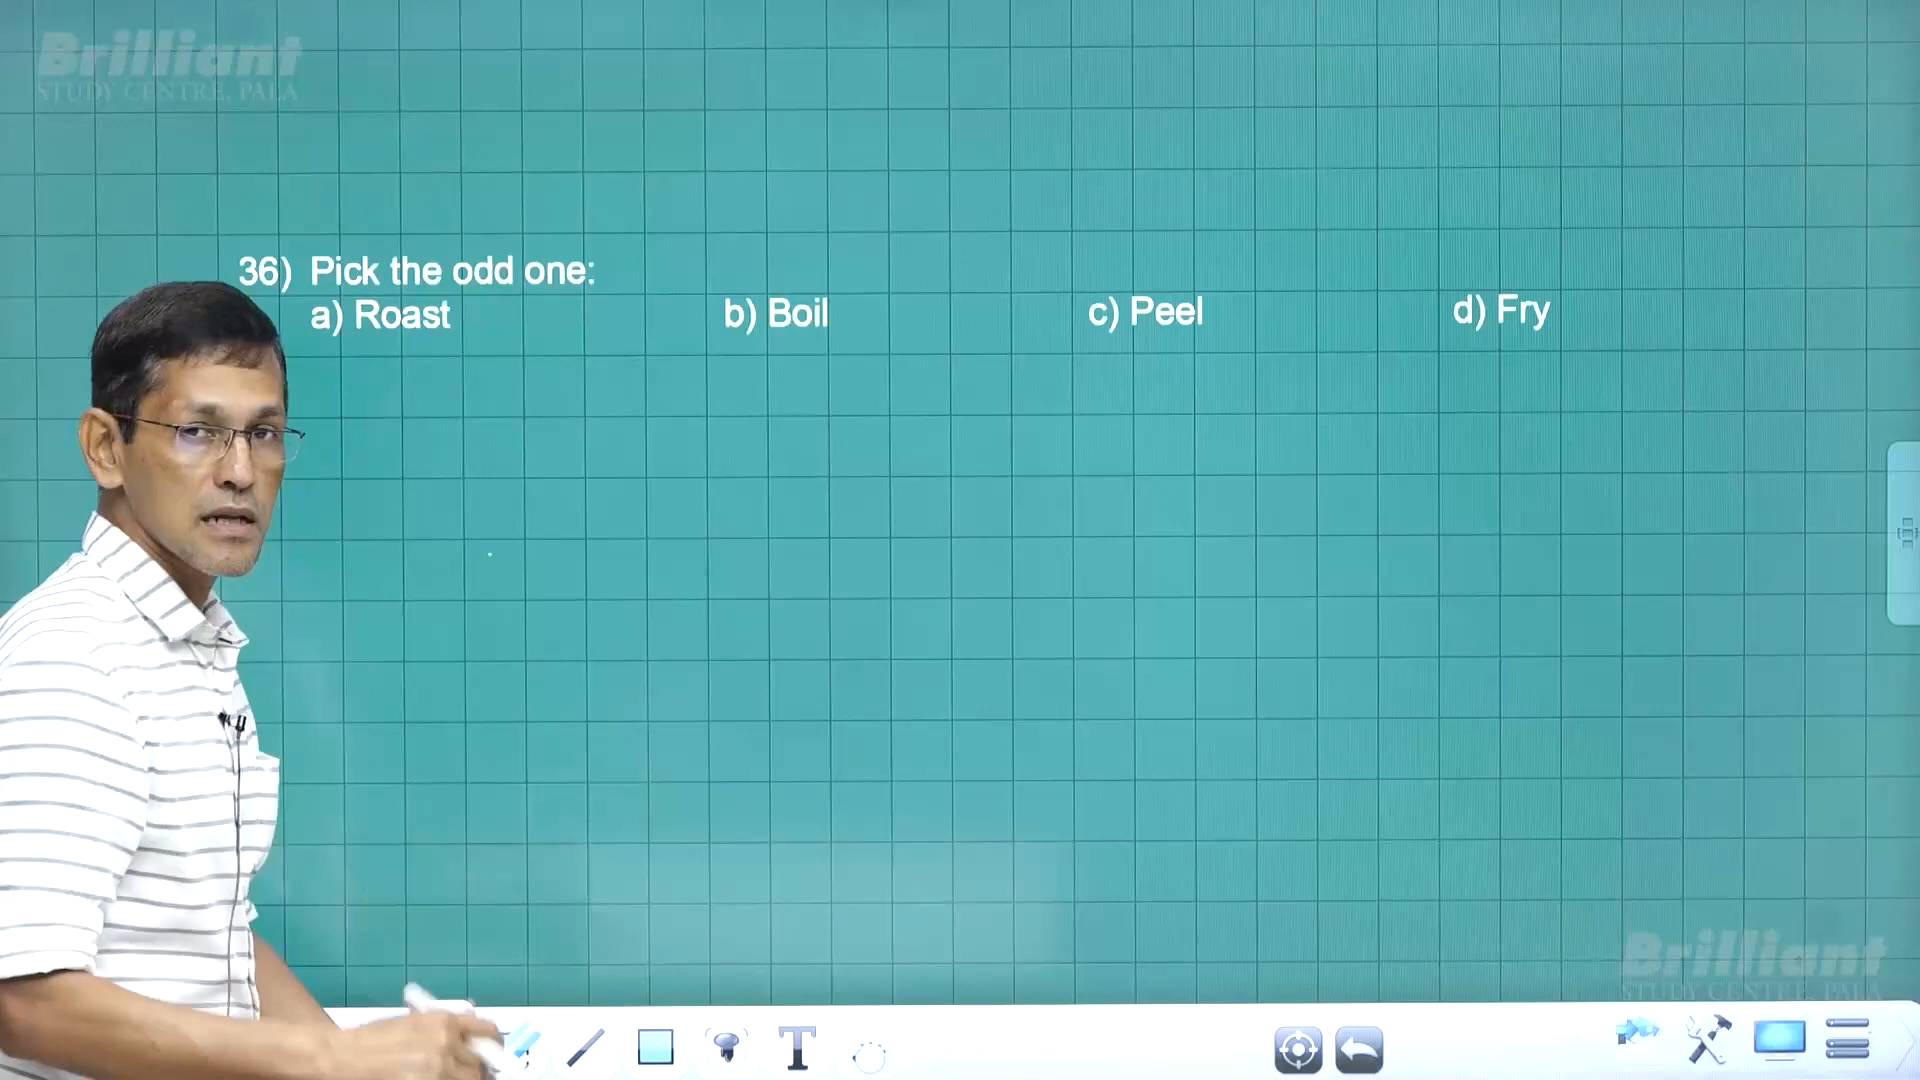 Brilliant
STUDY CENTRE, PALA
36) Pick the odd one:
a) Roast b) Boil c) Peel d) Fry
Brilliant
STUDY CENTRE, PALA
T